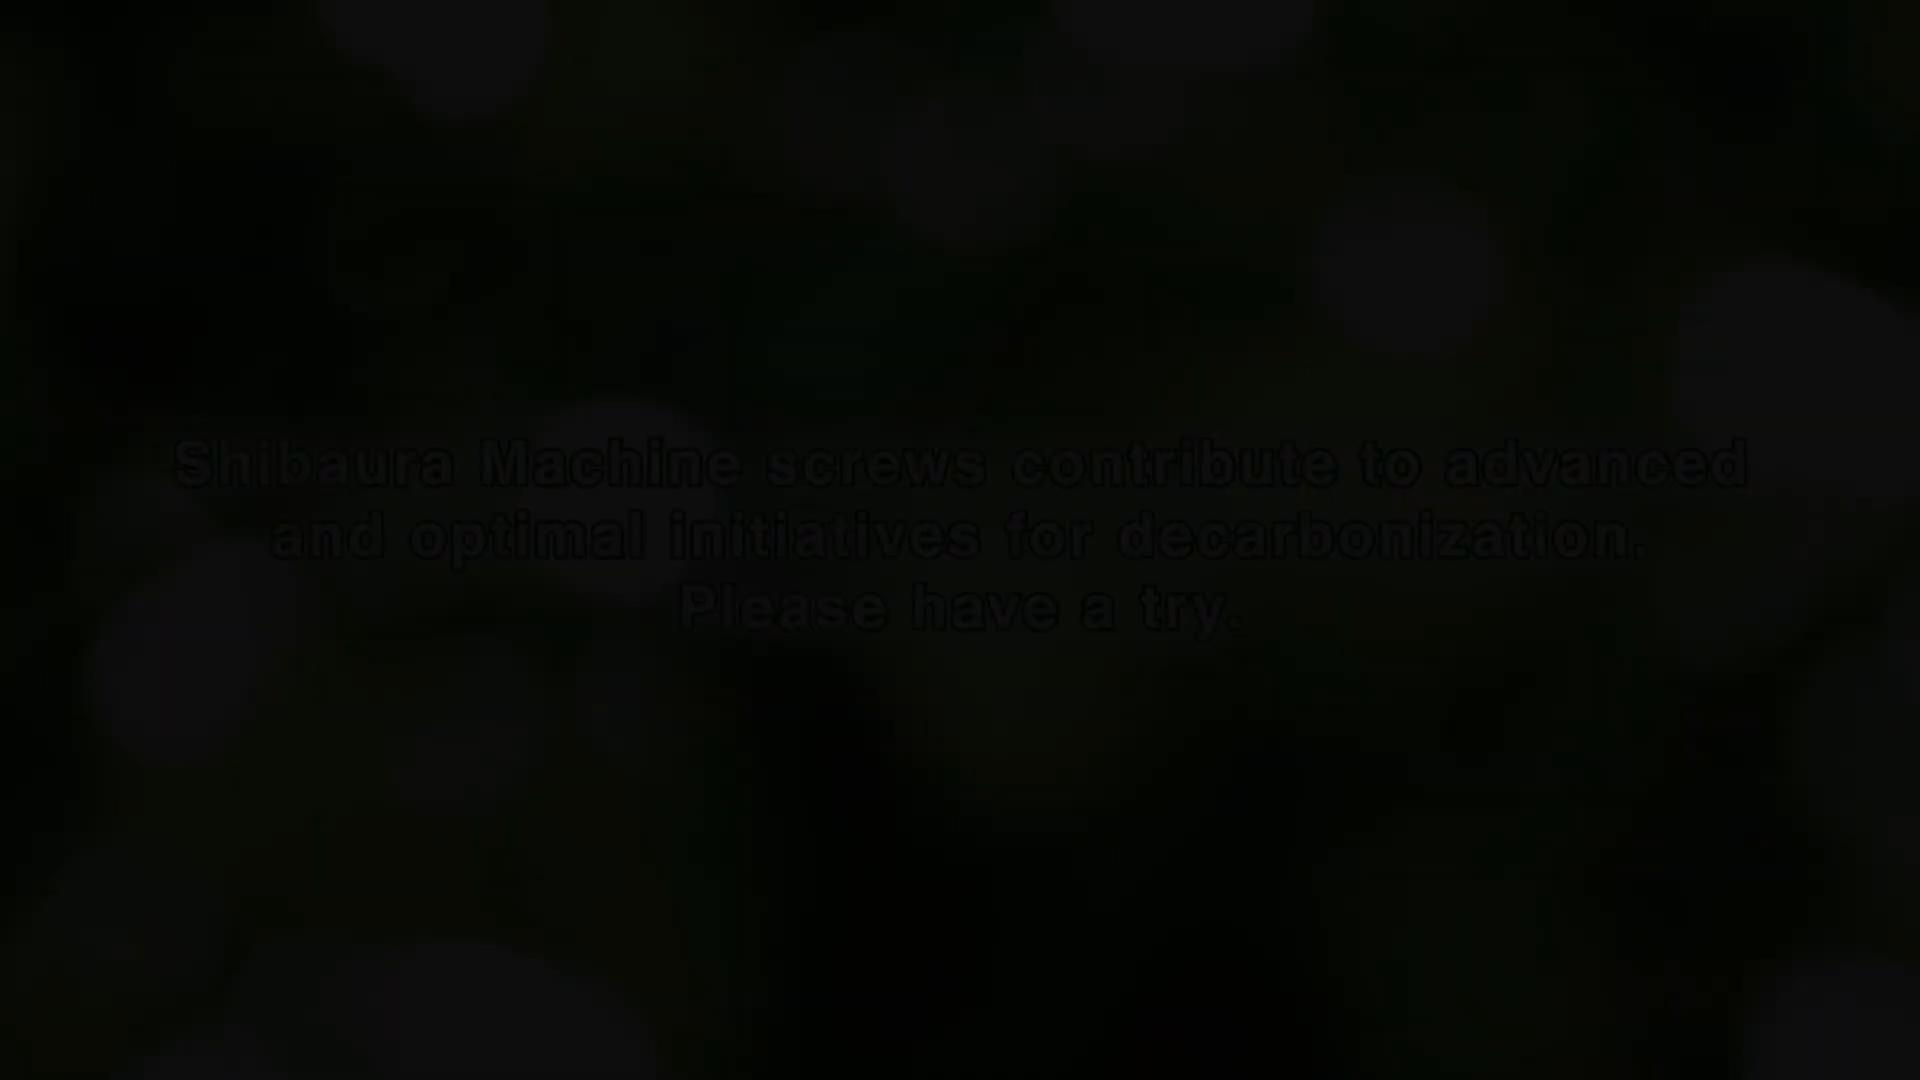 Shibaura Machine screws contribute to advanced
and optimal initiatives for decarbonization.
Please have a try.